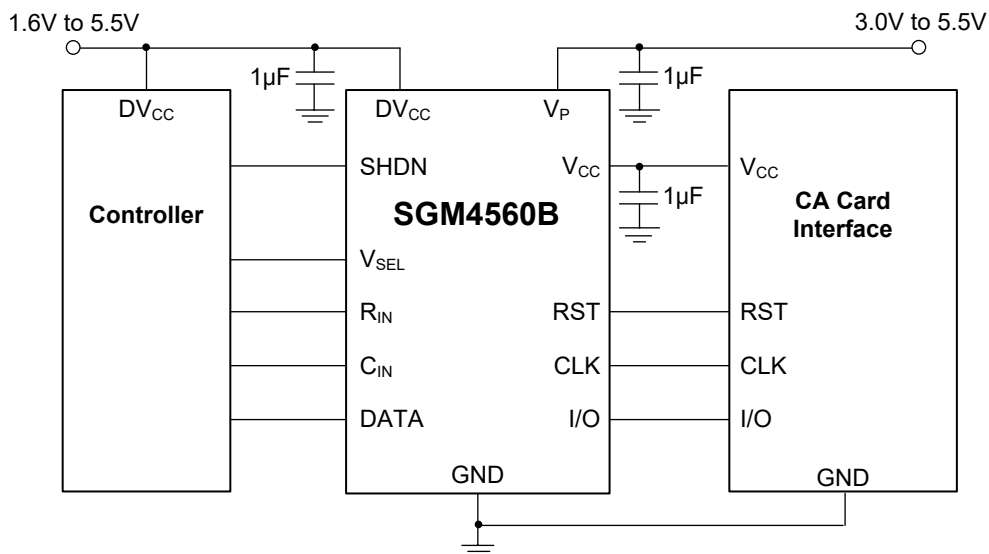 1.6V to 5.5V
3.0V to 5.5V
1µF
1µF
DVCC
DVCC
VP
SHDN
VCC
VCC
1µF
Controller
SGM4560B
CA Card
Interface
VSEL
RIN
RST
RST
CIN
CLK
CLK
DATA
I/O
I/O
GND
GND